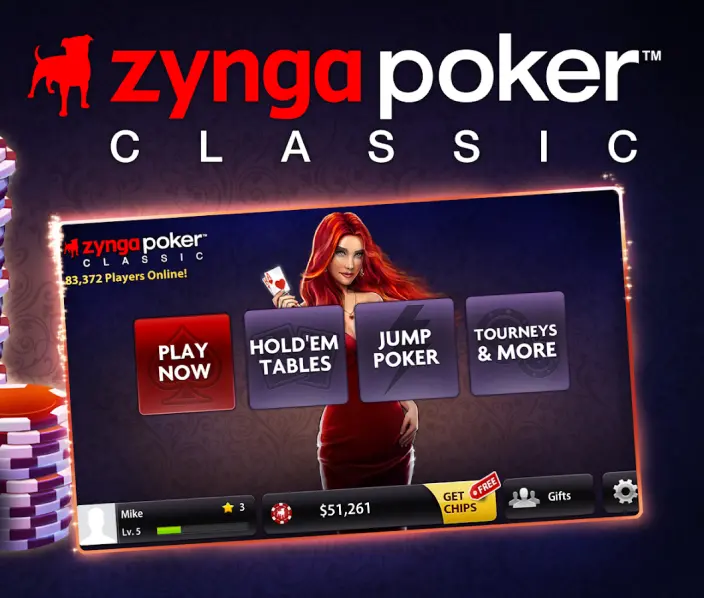 zynga poker™
CLASSIC
zynga poker™
CLASSIC
83,372 Players Online!
PLAY
NOW
HOLD'EM
TABLES
JUMP
POKER
TOURNEYS
& MORE
Mike
3
Lv. 5
$51,261
GET
CHIPS
FREE
Gifts